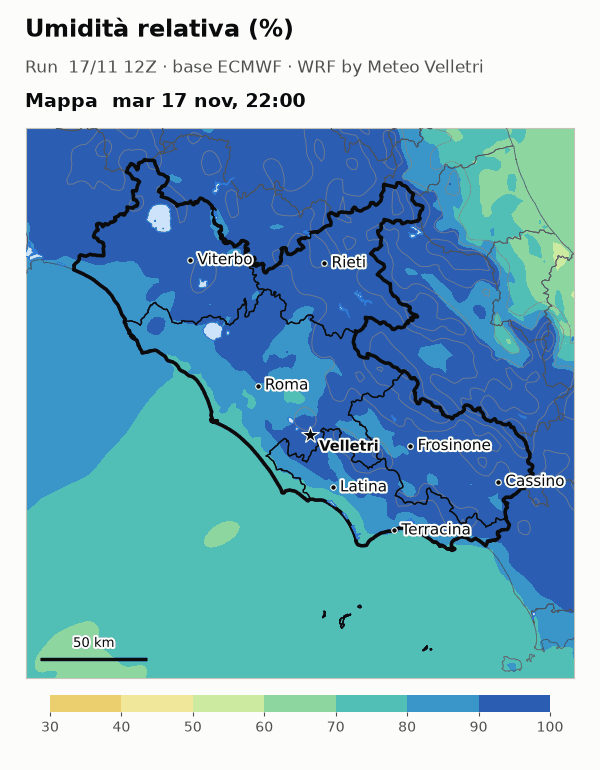 Umidità relativa (%)
Run  17/11 12Z · base ECMWF · WRF by Meteo Velletri
Mappa  mar 17 nov, 22:00
Viterbo
Rieti
Roma
Velletri
Frosinone
Latina
Cassino
Terracina
50 km
30 40 50 60 70 80 90 100